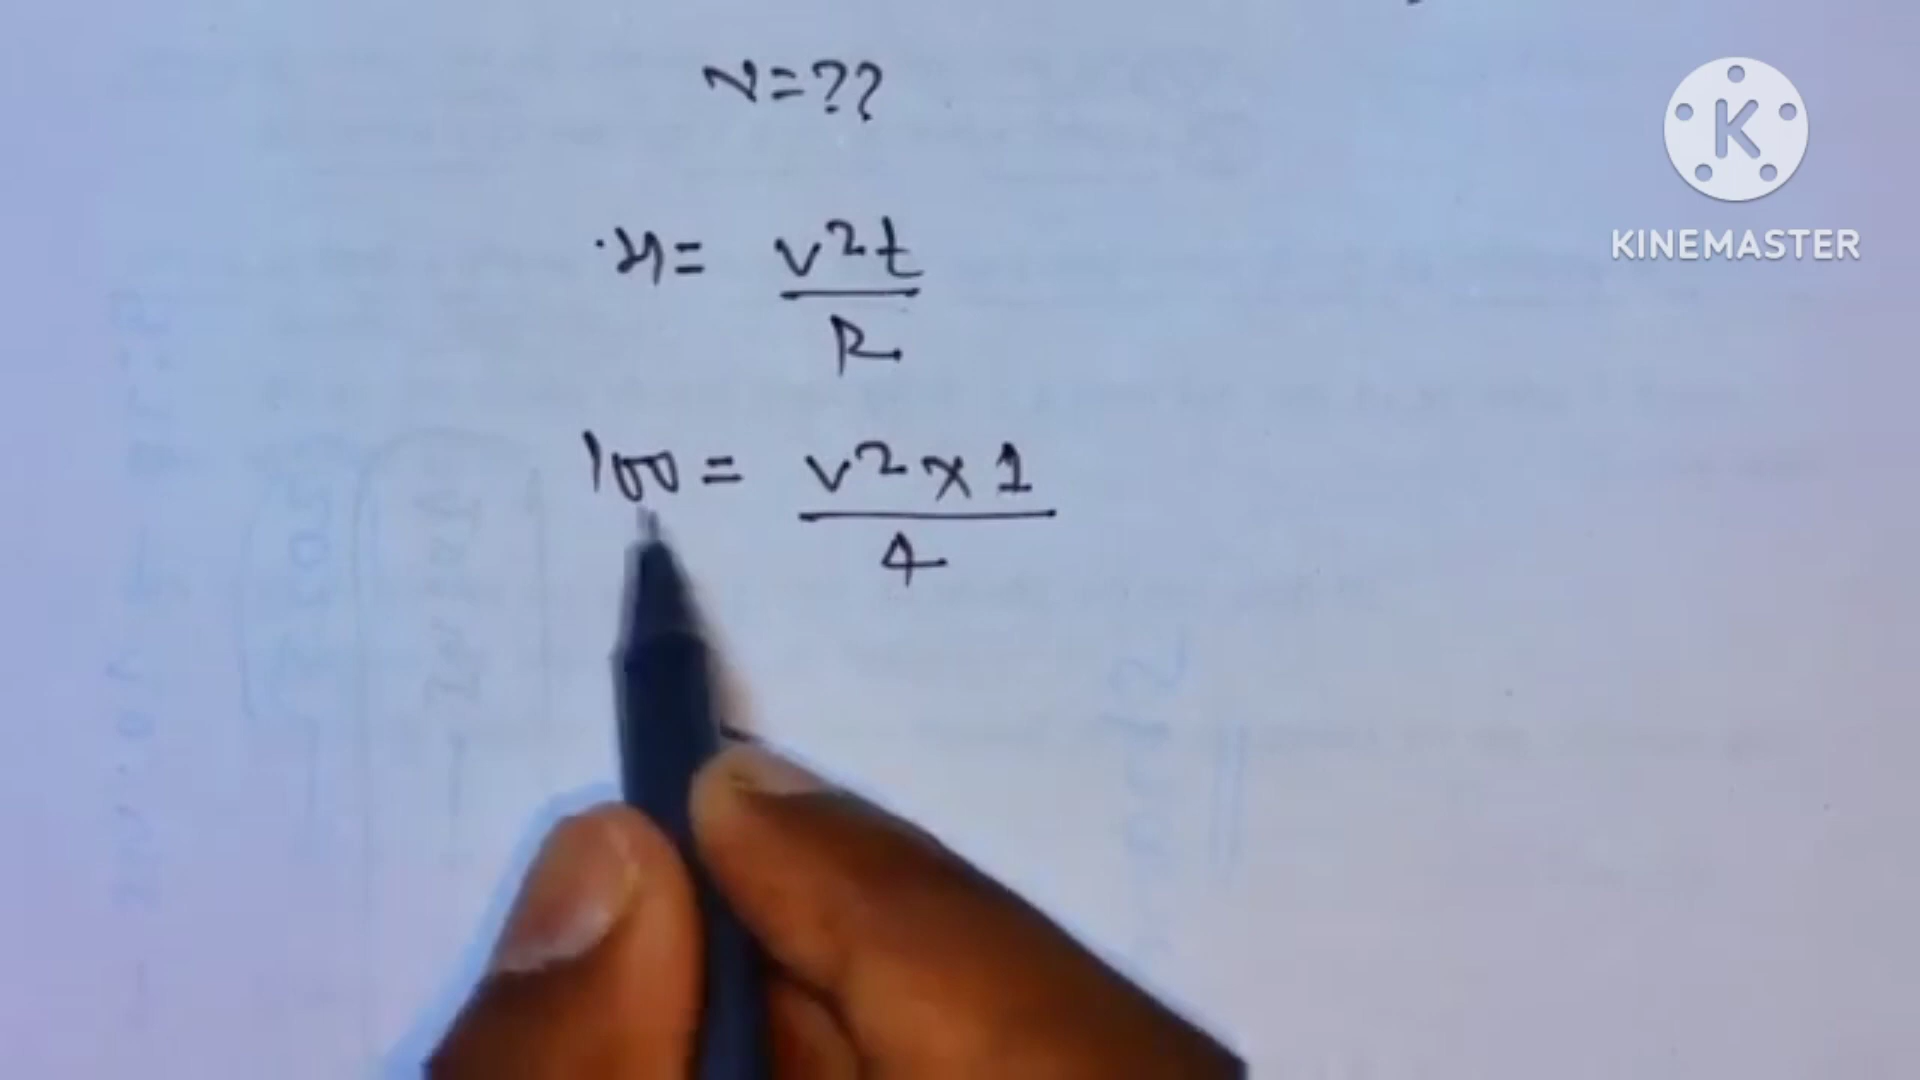 V=??
H= V²t/R
100= V²×1/4
K
KINEMASTER